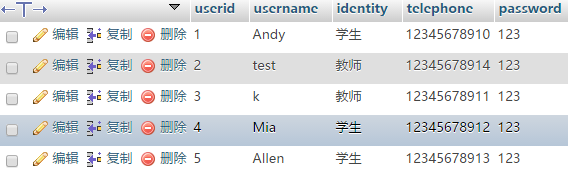 userid username identity telephone password
编辑 复制 删除 1 Andy 学生 12345678910 123
编辑 复制 删除 2 test 教师 12345678914 123
编辑 复制 删除 3 k 教师 12345678911 123
编辑 复制 删除 4 Mia 学生 12345678912 123
编辑 复制 删除 5 Allen 学生 12345678913 123